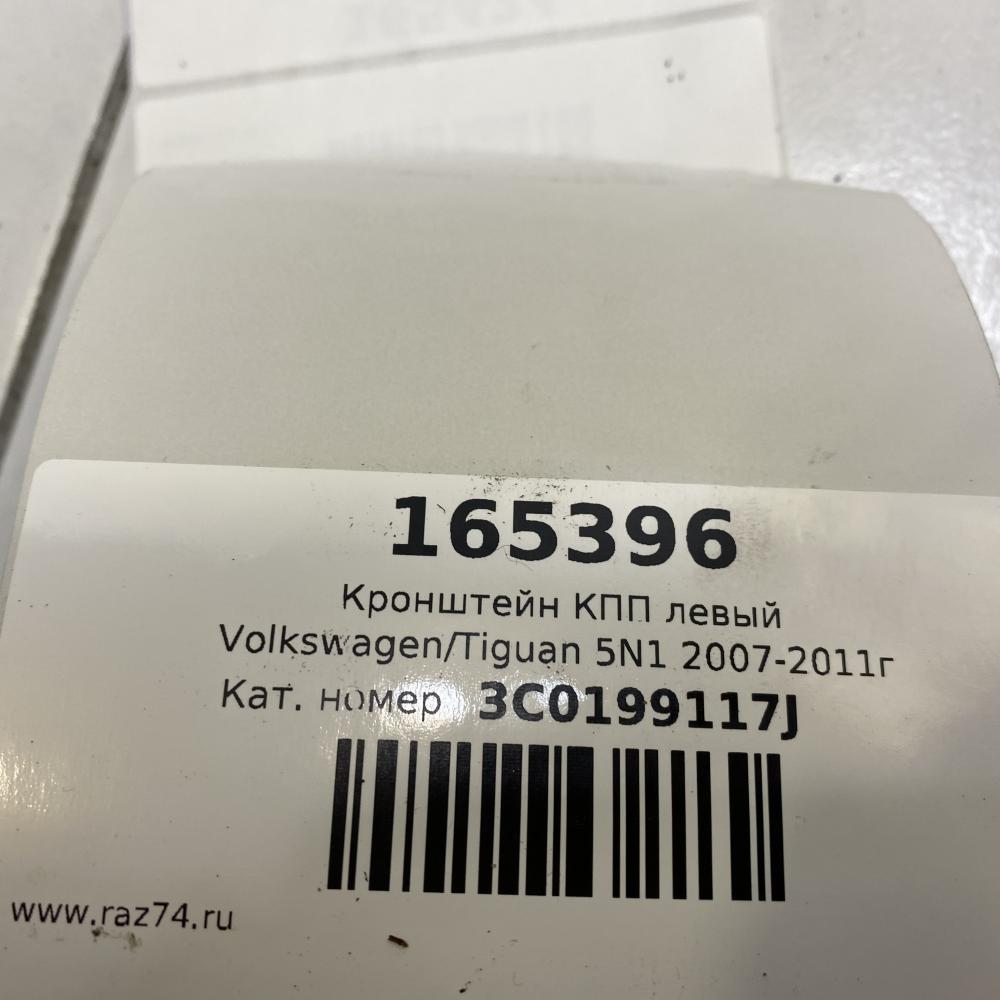 165396
Кронштейн КПП левый
Volkswagen/Tiguan 5N1 2007-2011г
Кат. номер 3C0199117J
www.raz74.ru